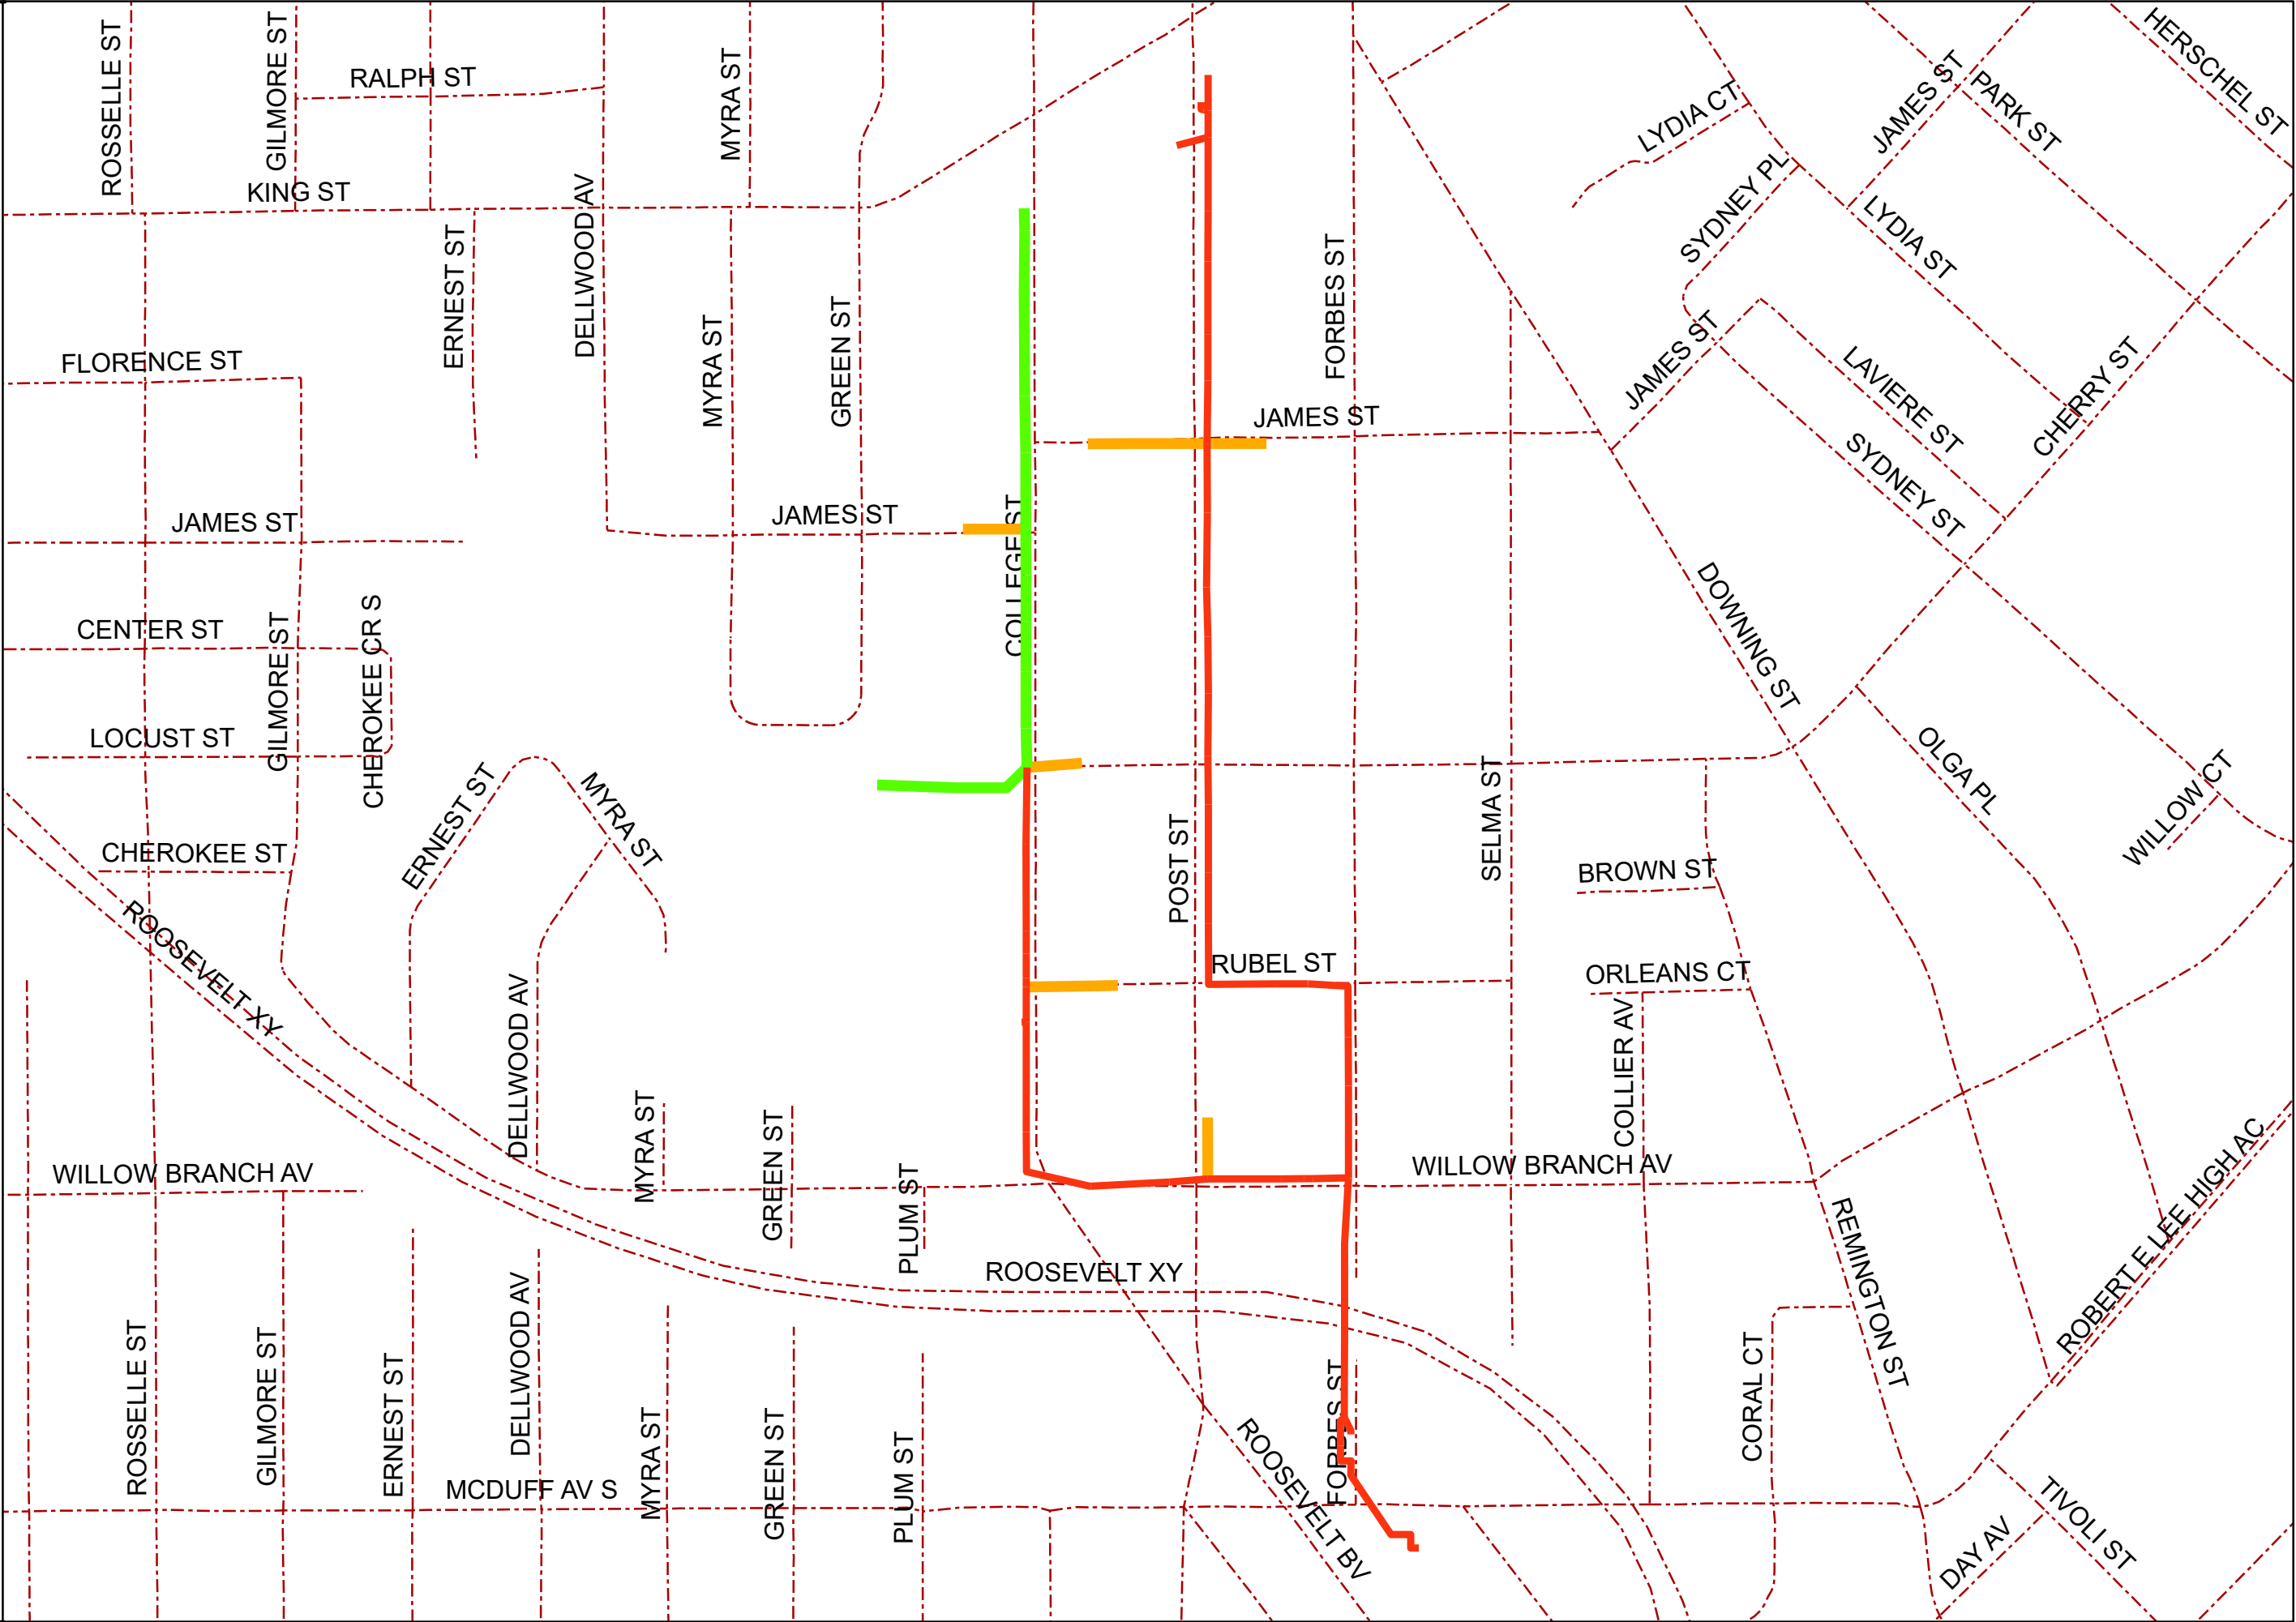 HERSCHEL ST
ROSSELLE ST
GILMORE ST
RALPH ST
MYRA ST
JAMES ST
PARK ST
LYDIA CT
KING ST
SYDNEY PL
LYDIA ST
ERNEST ST
DELLWOOD AV
FORBES ST
MYRA ST
GREEN ST
FLORENCE ST
JAMES ST
LAVIERE ST
CHERRY ST
JAMES ST
SYDNEY ST
JAMES ST
JAMES ST
COLLEGE ST
DOWNING ST
CENTER ST
GILMORE ST
CHEROKEE CR S
LOCUST ST
ERNEST ST
MYRA ST
SELMA ST
OLGA PL
WILLOW CT
CHEROKEE ST
POST ST
BROWN ST
ROOSEVELT XY
RUBEL ST
ORLEANS CT
DELLWOOD AV
COLLIER AV
MYRA ST
GREEN ST
WILLOW BRANCH AV
PLUM ST
WILLOW BRANCH AV
ROBERT E LEE HIGH AC
REMINGTON ST
ROOSEVELT XY
ROSSELLE ST
GILMORE ST
ERNEST ST
DELLWOOD AV
MYRA ST
GREEN ST
PLUM ST
FORBES ST
CORAL CT
MCDUFF AV S
ROOSEVELT BV
TIVOLI ST
DAY AV